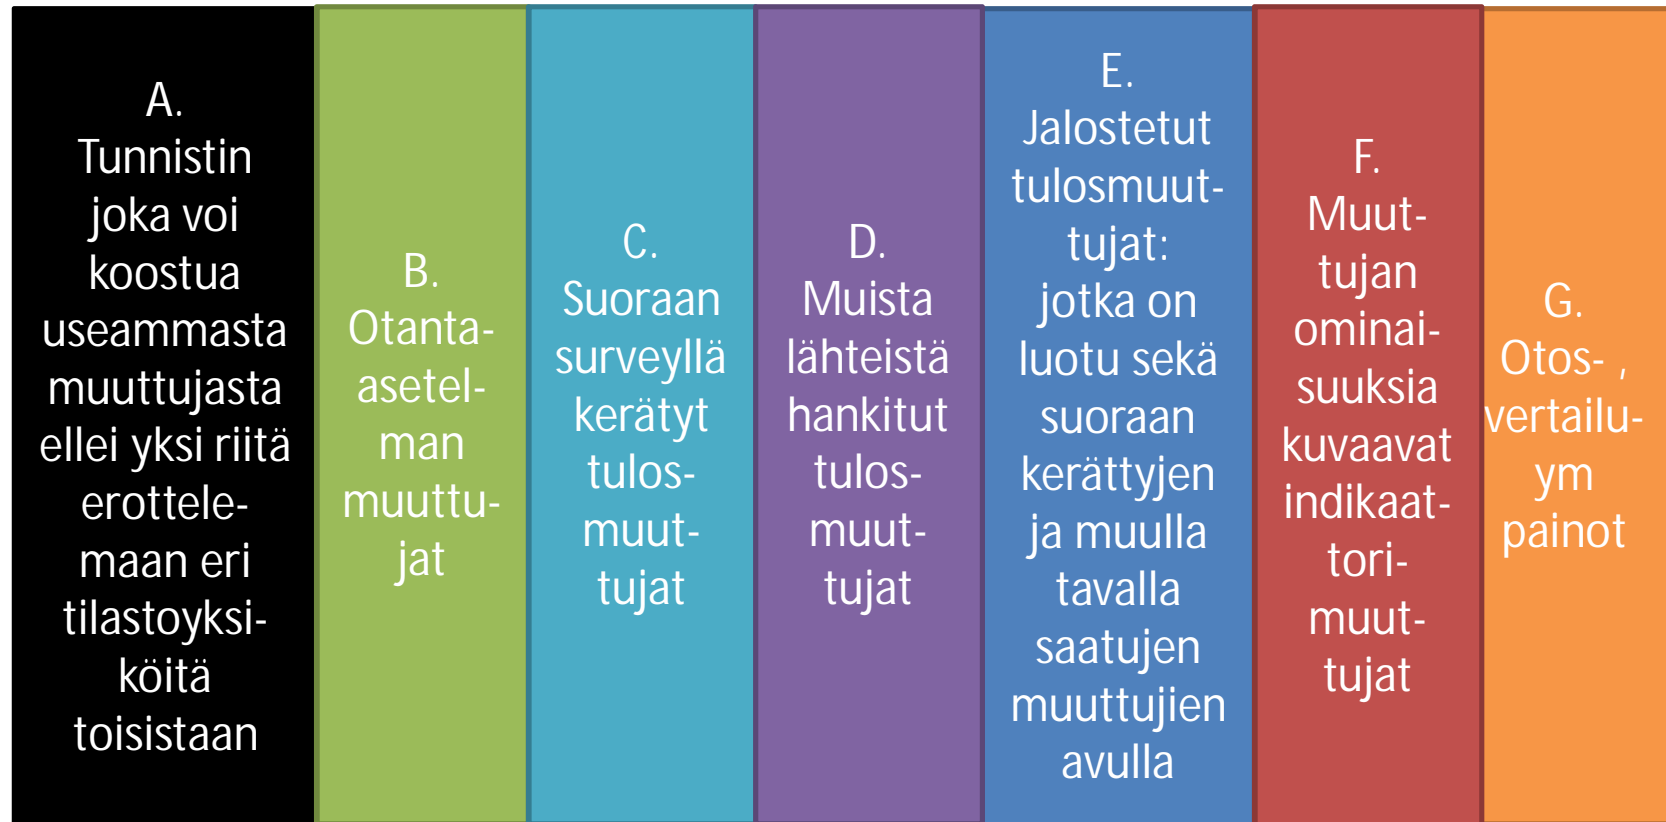 A.
Tunnistin
joka voi
koostua
useammasta
muuttujasta
ellei yksi riitä
erottele-
maan eri
tilastoyksi-
köitä
toisistaan
B.
Otanta-
asetel-
man
muuttu-
jat
C.
Suoraan
surveyllä
kerätyt
tulos-
muut-
tujat
D.
Muista
lähteistä
hankitut
tulos-
muut-
tujat
E.
Jalostetut
tulosmuut-
tujat:
jotka on
luotu sekä
suoraan
kerättyjen
ja muulla
tavalla
saatujen
muuttujien
avulla
F.
Muut-
tujan
ominai-
suuksia
kuvaavat
indikaat-
tori-
muut-
tujat
G.
Otos- ,
vertailu-
ym
painot